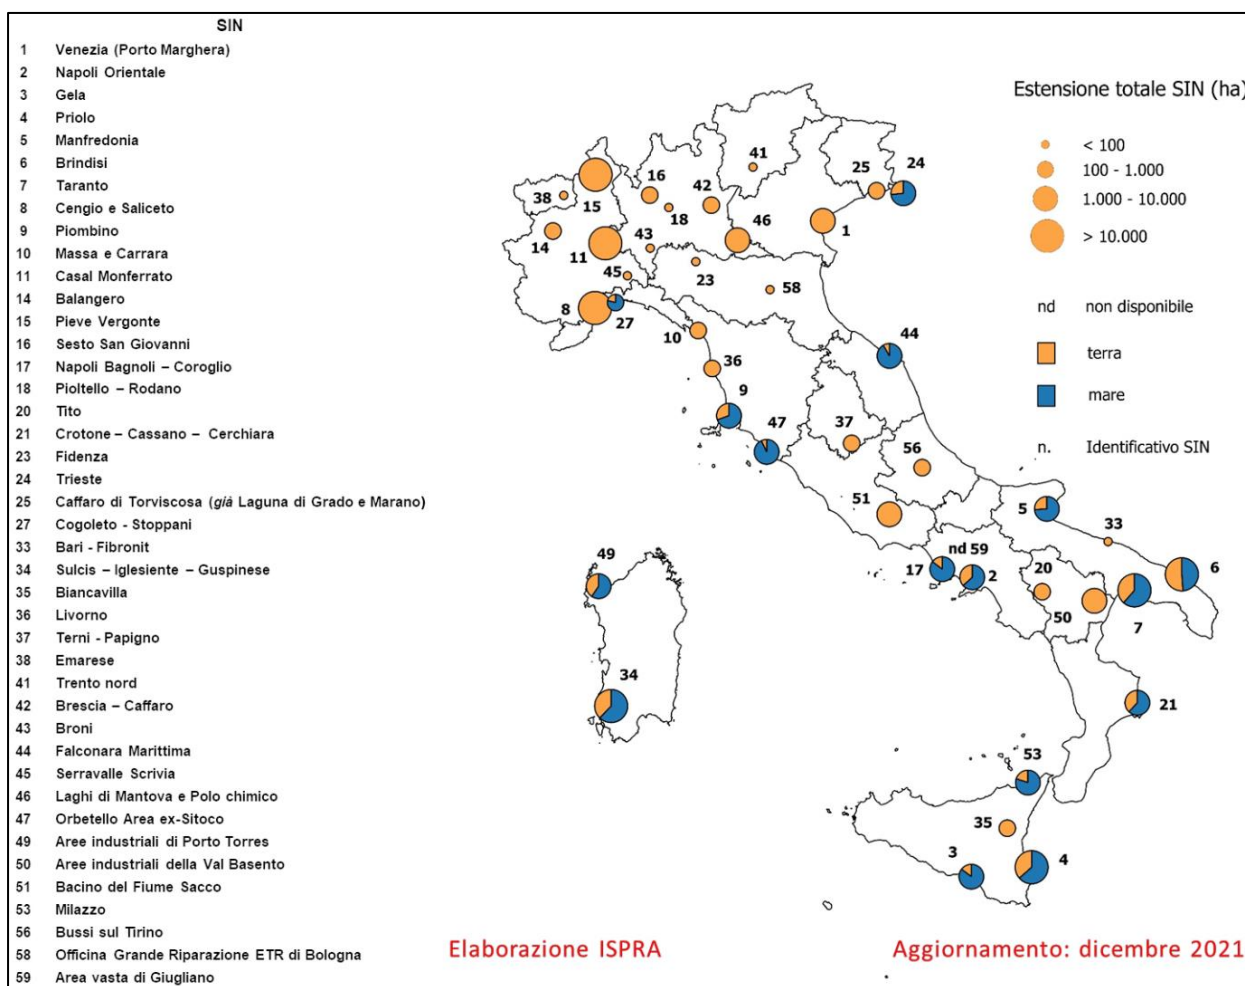 SIN
1 Venezia (Porto Marghera)
2 Napoli Orientale
3 Gela
4 Priolo
5 Manfredonia
6 Brindisi
7 Taranto
8 Cengio e Saliceto
9 Piombino
10 Massa e Carrara
11 Casal Monferrato
14 Balangero
15 Pieve Vergonte
16 Sesto San Giovanni
17 Napoli Bagnoli – Coroglio
18 Pioltello – Rodano
20 Tito
21 Crotone – Cassano – Cerchiara
23 Fidenza
24 Trieste
25 Caffaro di Torviscosa (già Laguna di Grado e Marano)
27 Cogoleto - Stoppani
33 Bari - Fibronit
34 Sulcis – Iglesiente – Guspinese
35 Biancavilla
36 Livorno
37 Terni - Papigno
38 Emarese
41 Trento nord
42 Brescia – Caffaro
43 Broni
44 Falconara Marittima
45 Serravalle Scrivia
46 Laghi di Mantova e Polo chimico
47 Orbetello Area ex-Sitoco
49 Aree industriali di Porto Torres
50 Aree industriali della Val Basento
51 Bacino del Fiume Sacco
53 Milazzo
56 Bussi sul Tirino
58 Officina Grande Riparazione ETR di Bologna
59 Area vasta di Giugliano
41
25
24
16
42
38
15
18
46
1
14
11
43
23
45
58
8
27
10
44
36
9
47
37
56
51
5
33
49
nd 59
17
2
20
6
50
7
34
21
53
35
3
4
Estensione totale SIN (ha)
< 100
100 - 1.000
1.000 - 10.000
> 10.000
nd non disponibile
terra
mare
n. Identificativo SIN
Elaborazione ISPRA
Aggiornamento: dicembre 2021